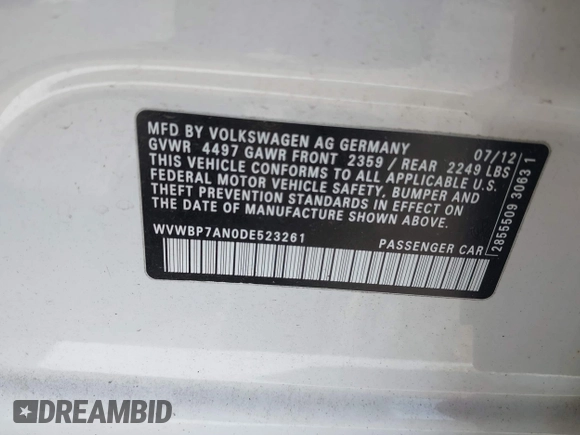 MFD BY VOLKSWAGEN AG GERMANY 07/12
GVWR 4497 GAWR FRONT 2359 / REAR 2249 LBS
THIS VEHICLE CONFORMS TO ALL APPLICABLE U.S.
FEDERAL MOTOR VEHICLE SAFETY, BUMPER AND
THEFT PREVENTION STANDARDS IN EFFECT ON
THE DATE OF MANUFACTURE SHOWN ABOVE.
WVWBP7AN0DE523261 PASSENGER CAR
2855509 3063 1
DREAMBID